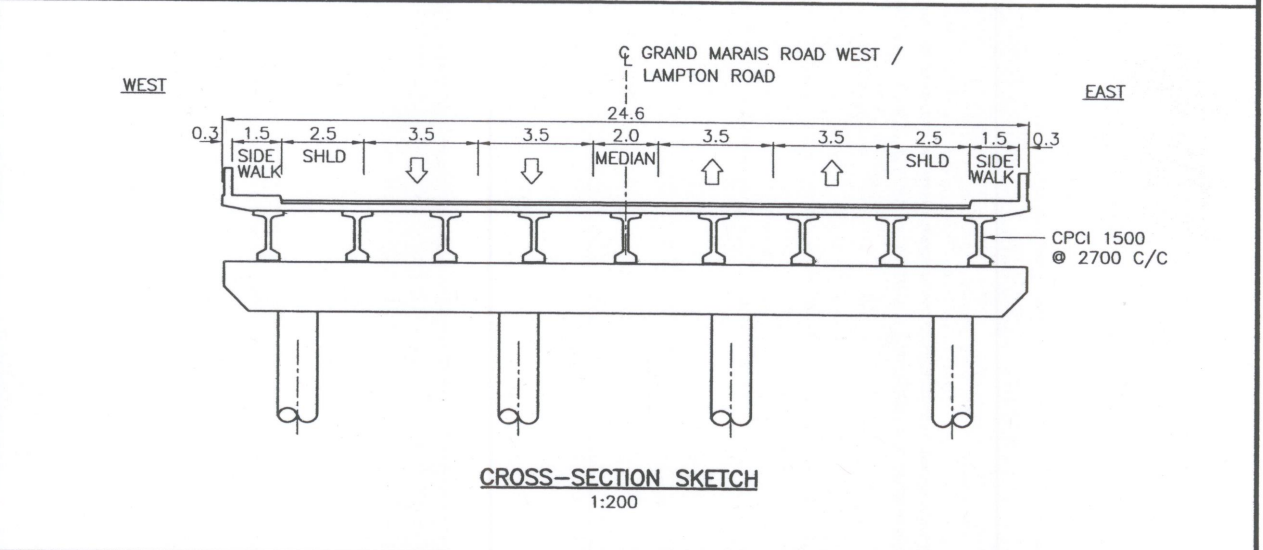 ℄ GRAND MARAIS ROAD WEST /
LAMPTON ROAD
WEST
EAST
24.6
0.3 1.5 2.5 3.5 3.5 2.0 3.5 3.5 2.5 1.5 0.3
SIDE
WALK
SHLD
MEDIAN
SHLD
SIDE
WALK
CPCI 1500
@ 2700 C/C
CROSS-SECTION SKETCH
1:200